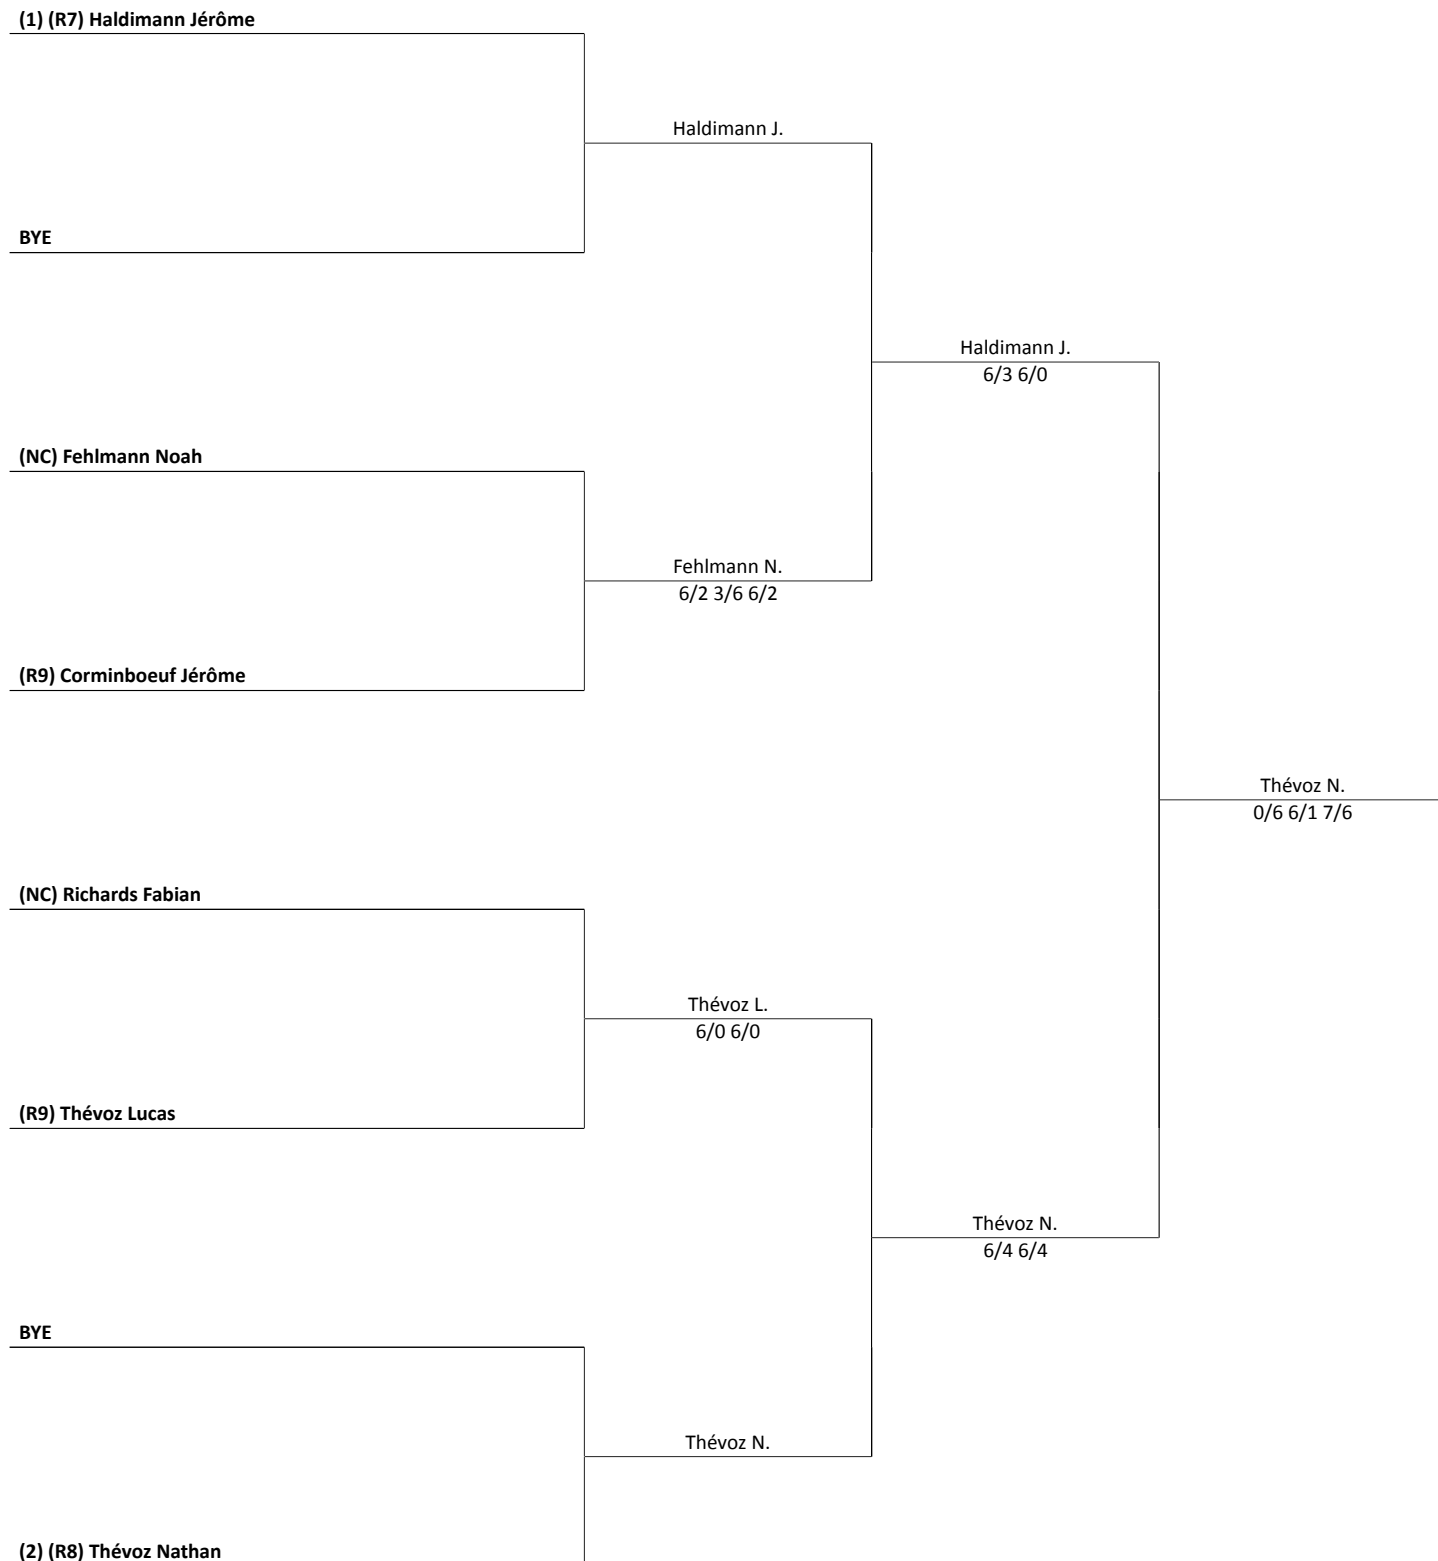 (1) (R7) Haldimann Jérôme
Haldimann J.
BYE
Haldimann J.
6/3 6/0
(NC) Fehlmann Noah
Fehlmann N.
6/2 3/6 6/2
(R9) Corminboeuf Jérôme
Thévoz N.
0/6 6/1 7/6
(NC) Richards Fabian
Thévoz L.
6/0 6/0
(R9) Thévoz Lucas
Thévoz N.
6/4 6/4
BYE
Thévoz N.
(2) (R8) Thévoz Nathan